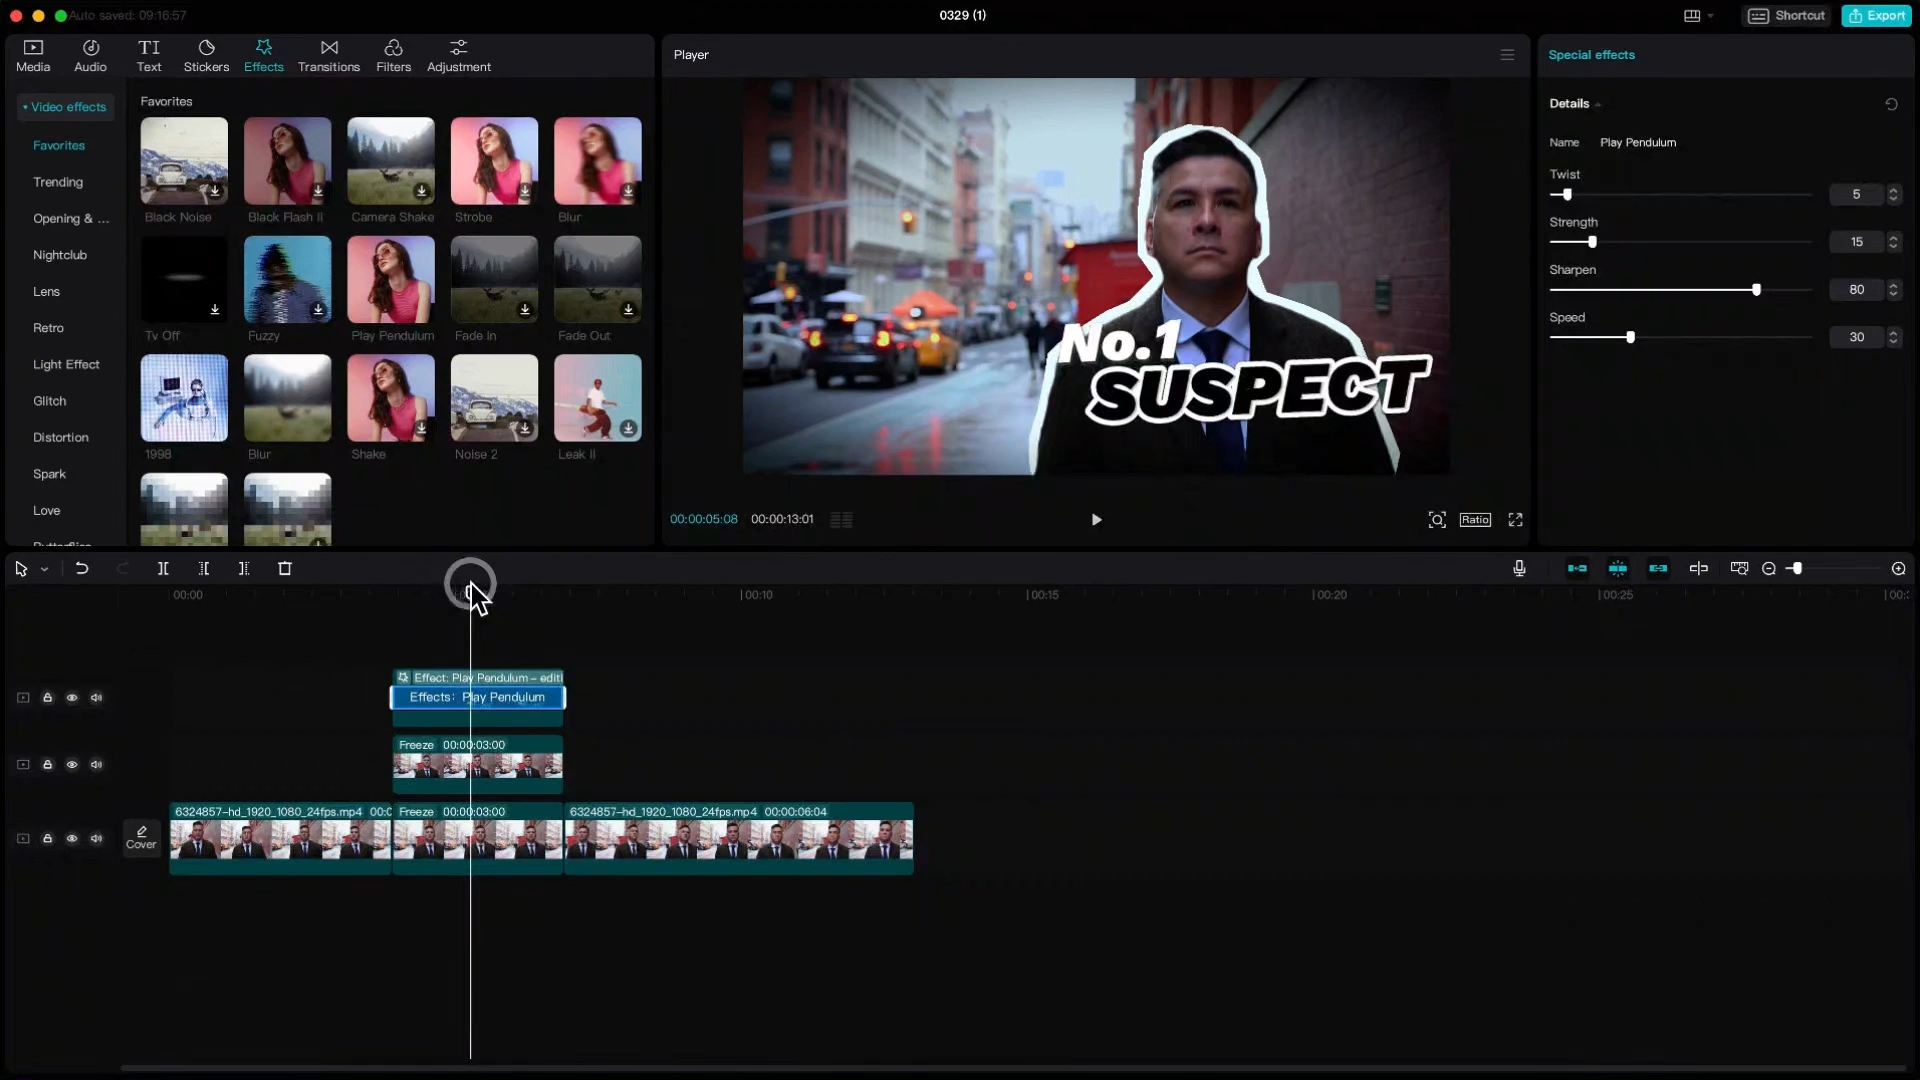 Auto saved: 09:16:57
0329 (1)
Shortcut
Export
Media
Audio
TI
Text
Stickers
Effects
Transitions
Filters
Adjustment
Video effects
Favorites
Trending
Opening & ...
Nightclub
Lens
Retro
Light Effect
Glitch
Distortion
Spark
Love
Favorites
Black Noise
Black Flash II
Camera Shake
Strobe
Blur
Tv Off
Fuzzy
Play Pendulum
Fade In
Fade Out
1998
Blur
Shake
Noise 2
Leak II
Player
No.1
SUSPECT
00:00:05:08
00:00:13:01
Ratio
Special effects
Details
Name
Play Pendulum
Twist
5
Strength
15
Sharpen
80
Speed
30
00:00
00:10
00:15
00:20
00:25
Effect: Play Pendulum – editi
Effects: Play Pendulum
Freeze 00:00:03:00
Cover
6324857-hd_1920_1080_24fps.mp4 00:0
Freeze 00:00:03:00
6324857-hd_1920_1080_24fps.mp4 00:00:06:04